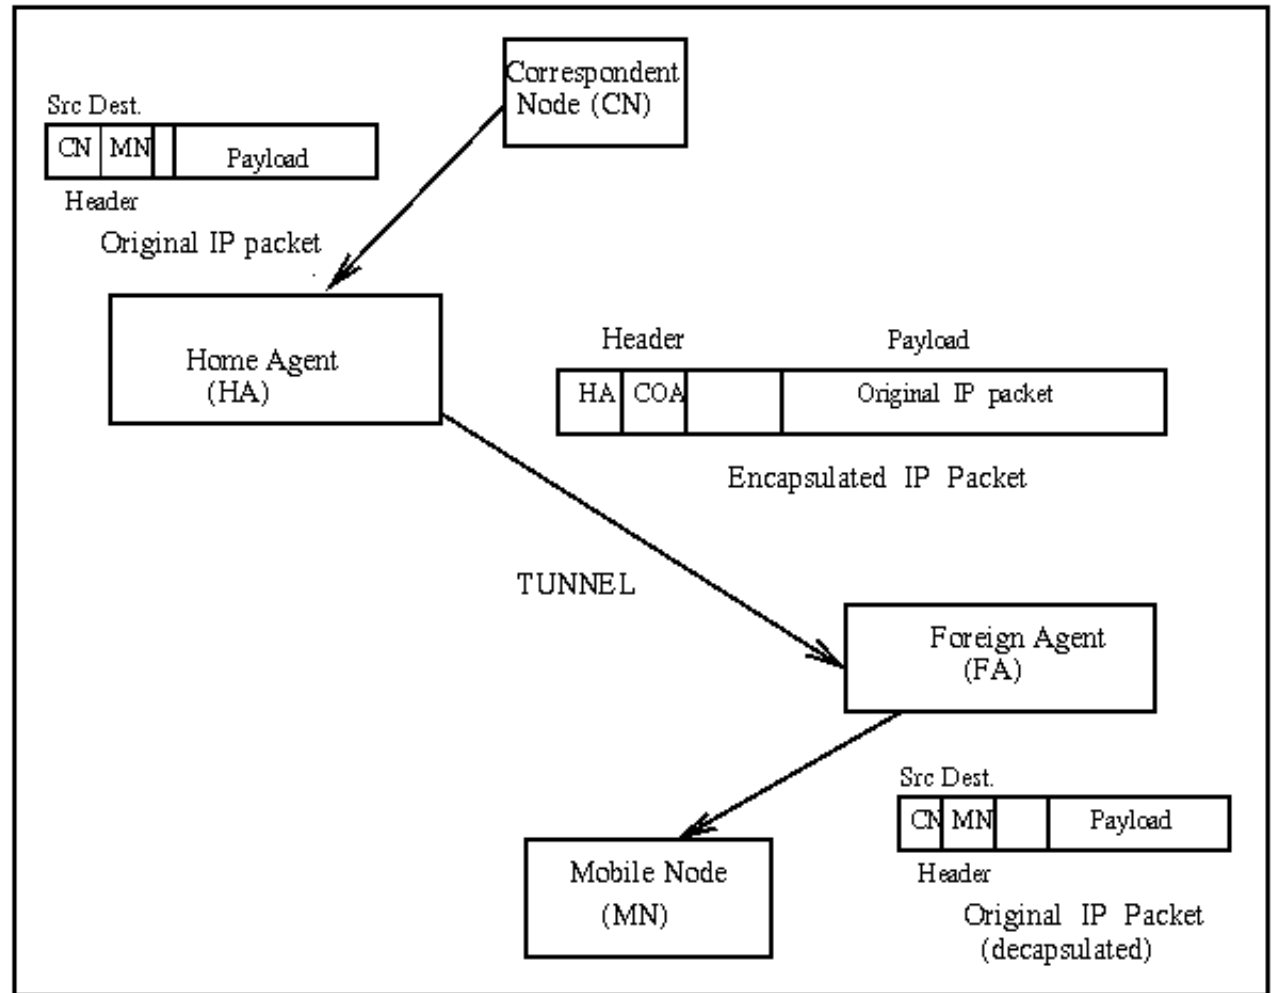 Correspondent
Node (CN)
Src Dest.
CN MN Payload
Header
Original IP packet
Home Agent
(HA)
Header Payload
HA COA Original IP packet
Encapsulated IP Packet
TUNNEL
Foreign Agent
(FA)
Src Dest.
CN MN Payload
Header
Original IP Packet
(decapsulated)
Mobile Node
(MN)